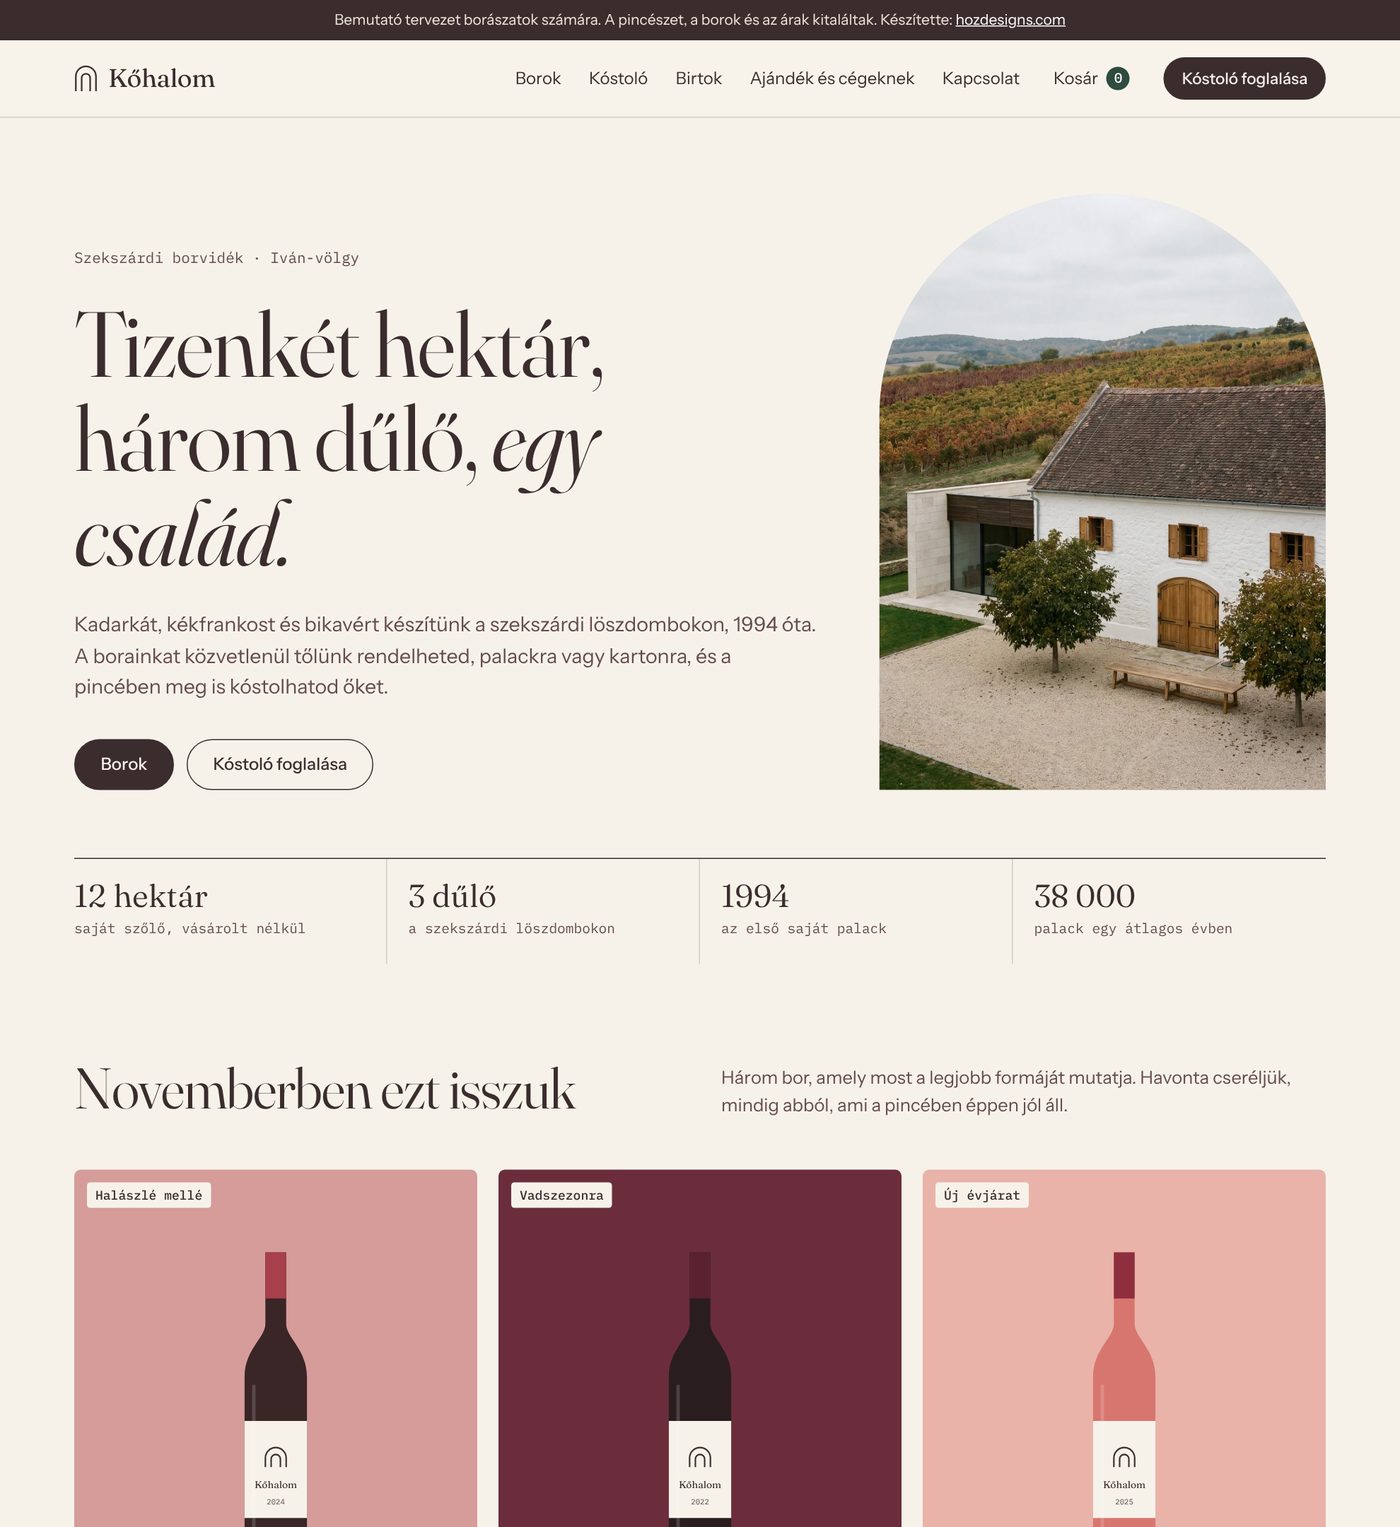 Bemutató tervezet borászatok számára. A pincészet, a borok és az árak kitaláltak. Készítette: hozdesigns.com
Kőhalom
Borok Kóstoló Birtok Ajándék és cégeknek Kapcsolat Kosár 0 Kóstoló foglalása
Szekszárdi borvidék · Iván-völgy
Tizenkét hektár,
három dűlő, egy
család.
Kadarkát, kékfrankost és bikavért készítünk a szekszárdi löszdombokon, 1994 óta.
A borainkat közvetlenül tőlünk rendelheted, palackra vagy kartonra, és a
pincében meg is kóstolhatod őket.
Borok Kóstoló foglalása
12 hektár
saját szőlő, vásárolt nélkül
3 dűlő
a szekszárdi löszdombokon
1994
az első saját palack
38 000
palack egy átlagos évben
Novemberben ezt isszuk
Három bor, amely most a legjobb formáját mutatja. Havonta cseréljük,
mindig abból, ami a pincében éppen jól áll.
Halászlé mellé
Kőhalom
2024
Vadszezonra
Kőhalom
2022
Új évjárat
Kőhalom
2025